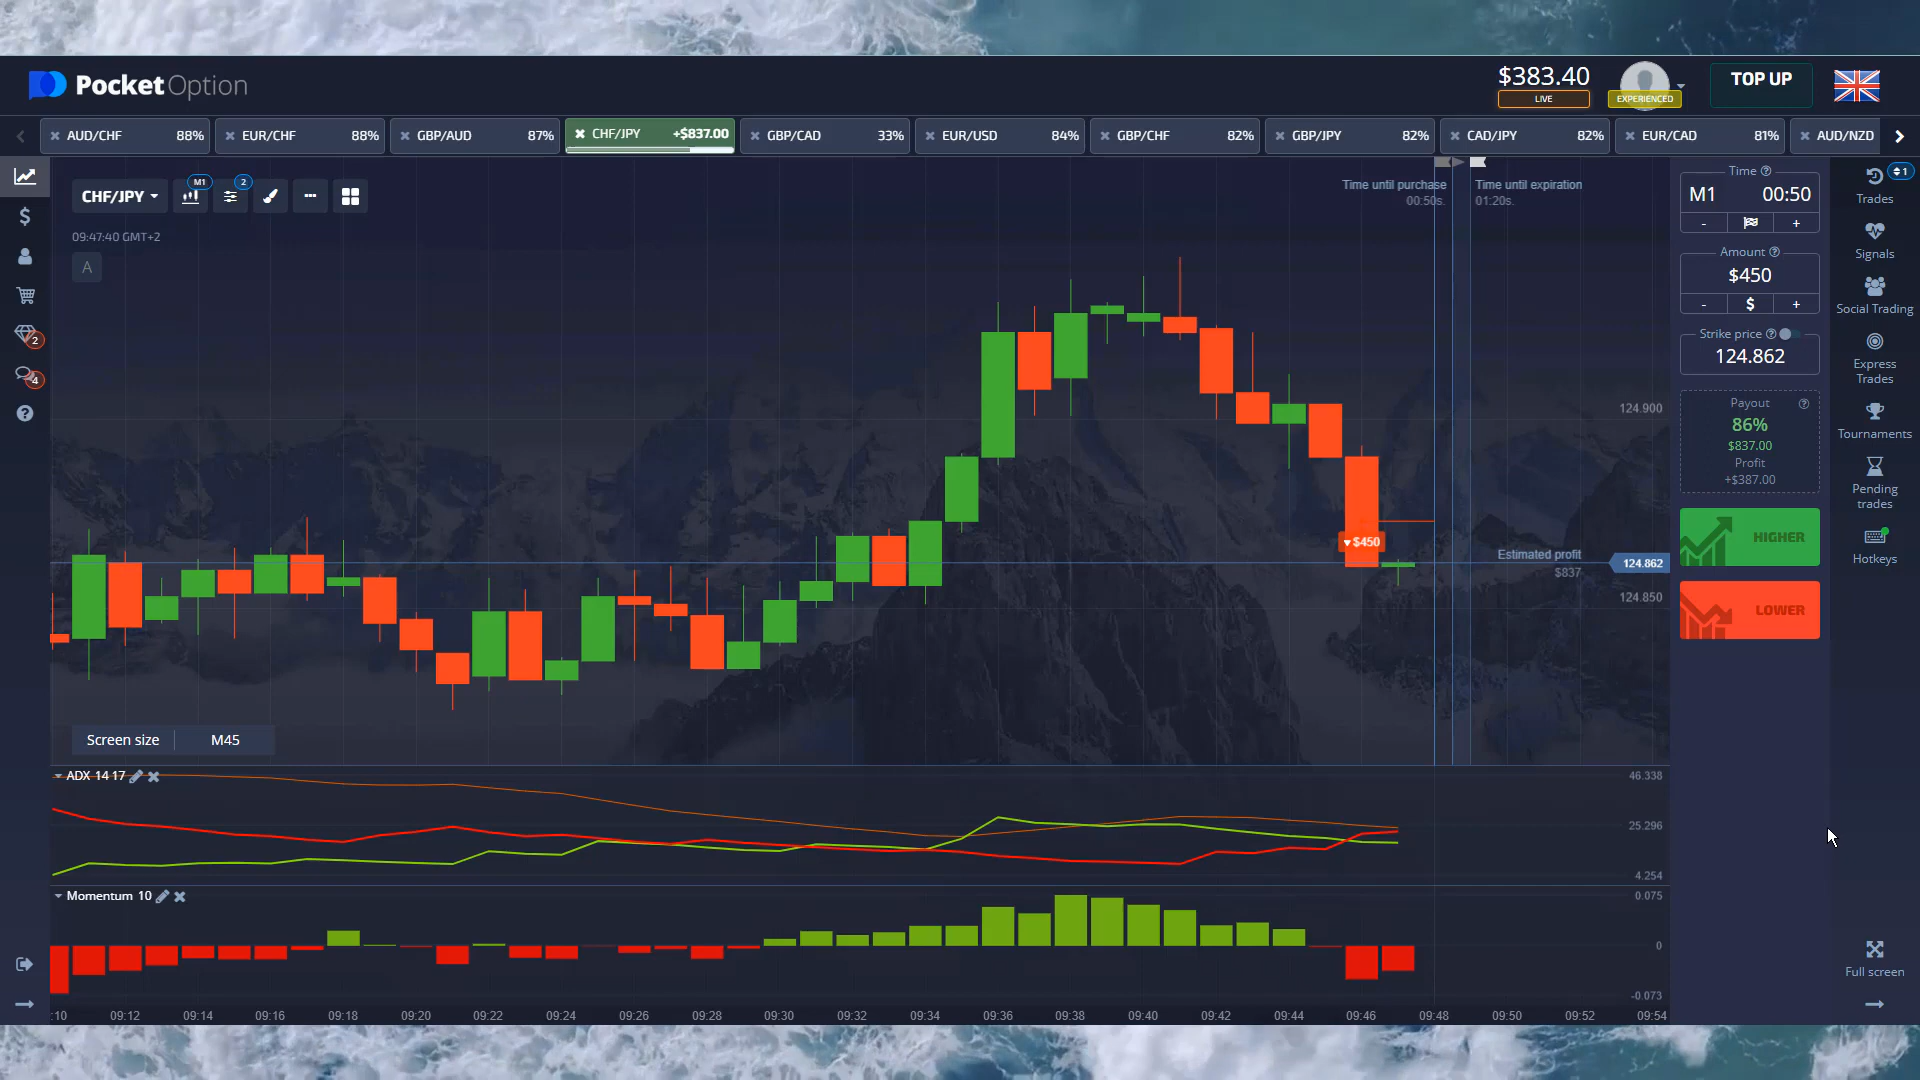 PocketOption
$383.40
LIVE
EXPERIENCED
TOP UP
AUD/CHF 88%
EUR/CHF 88%
GBP/AUD 87%
CHF/JPY +$837.00
GBP/CAD 33%
EUR/USD 84%
GBP/CHF 82%
GBP/JPY 82%
CAD/JPY 82%
EUR/CAD 81%
AUD/NZD
CHF/JPY
M1
2
09:47:40 GMT+2
A
Time until purchase
00:50s.
Time until expiration
01:20s.
124.900
$450
Estimated profit
$837
124.862
124.850
Screen size M45
ADX 14 17
46.338
25.296
4.254
Momentum 10
0.075
0
-0.073
:10 09:12 09:14 09:16 09:18 09:20 09:22 09:24 09:26 09:28 09:30 09:32 09:34 09:36 09:38 09:40 09:42 09:44 09:46 09:48 09:50 09:52 09:54
2
4
Time
M1 00:50
- +
Amount
$450
- $ +
Strike price
124.862
Payout
86%
$837.00
Profit
+$387.00
HIGHER
LOWER
1
Trades
Signals
Social Trading
Express
Trades
Tournaments
Pending
trades
Hotkeys
Full screen